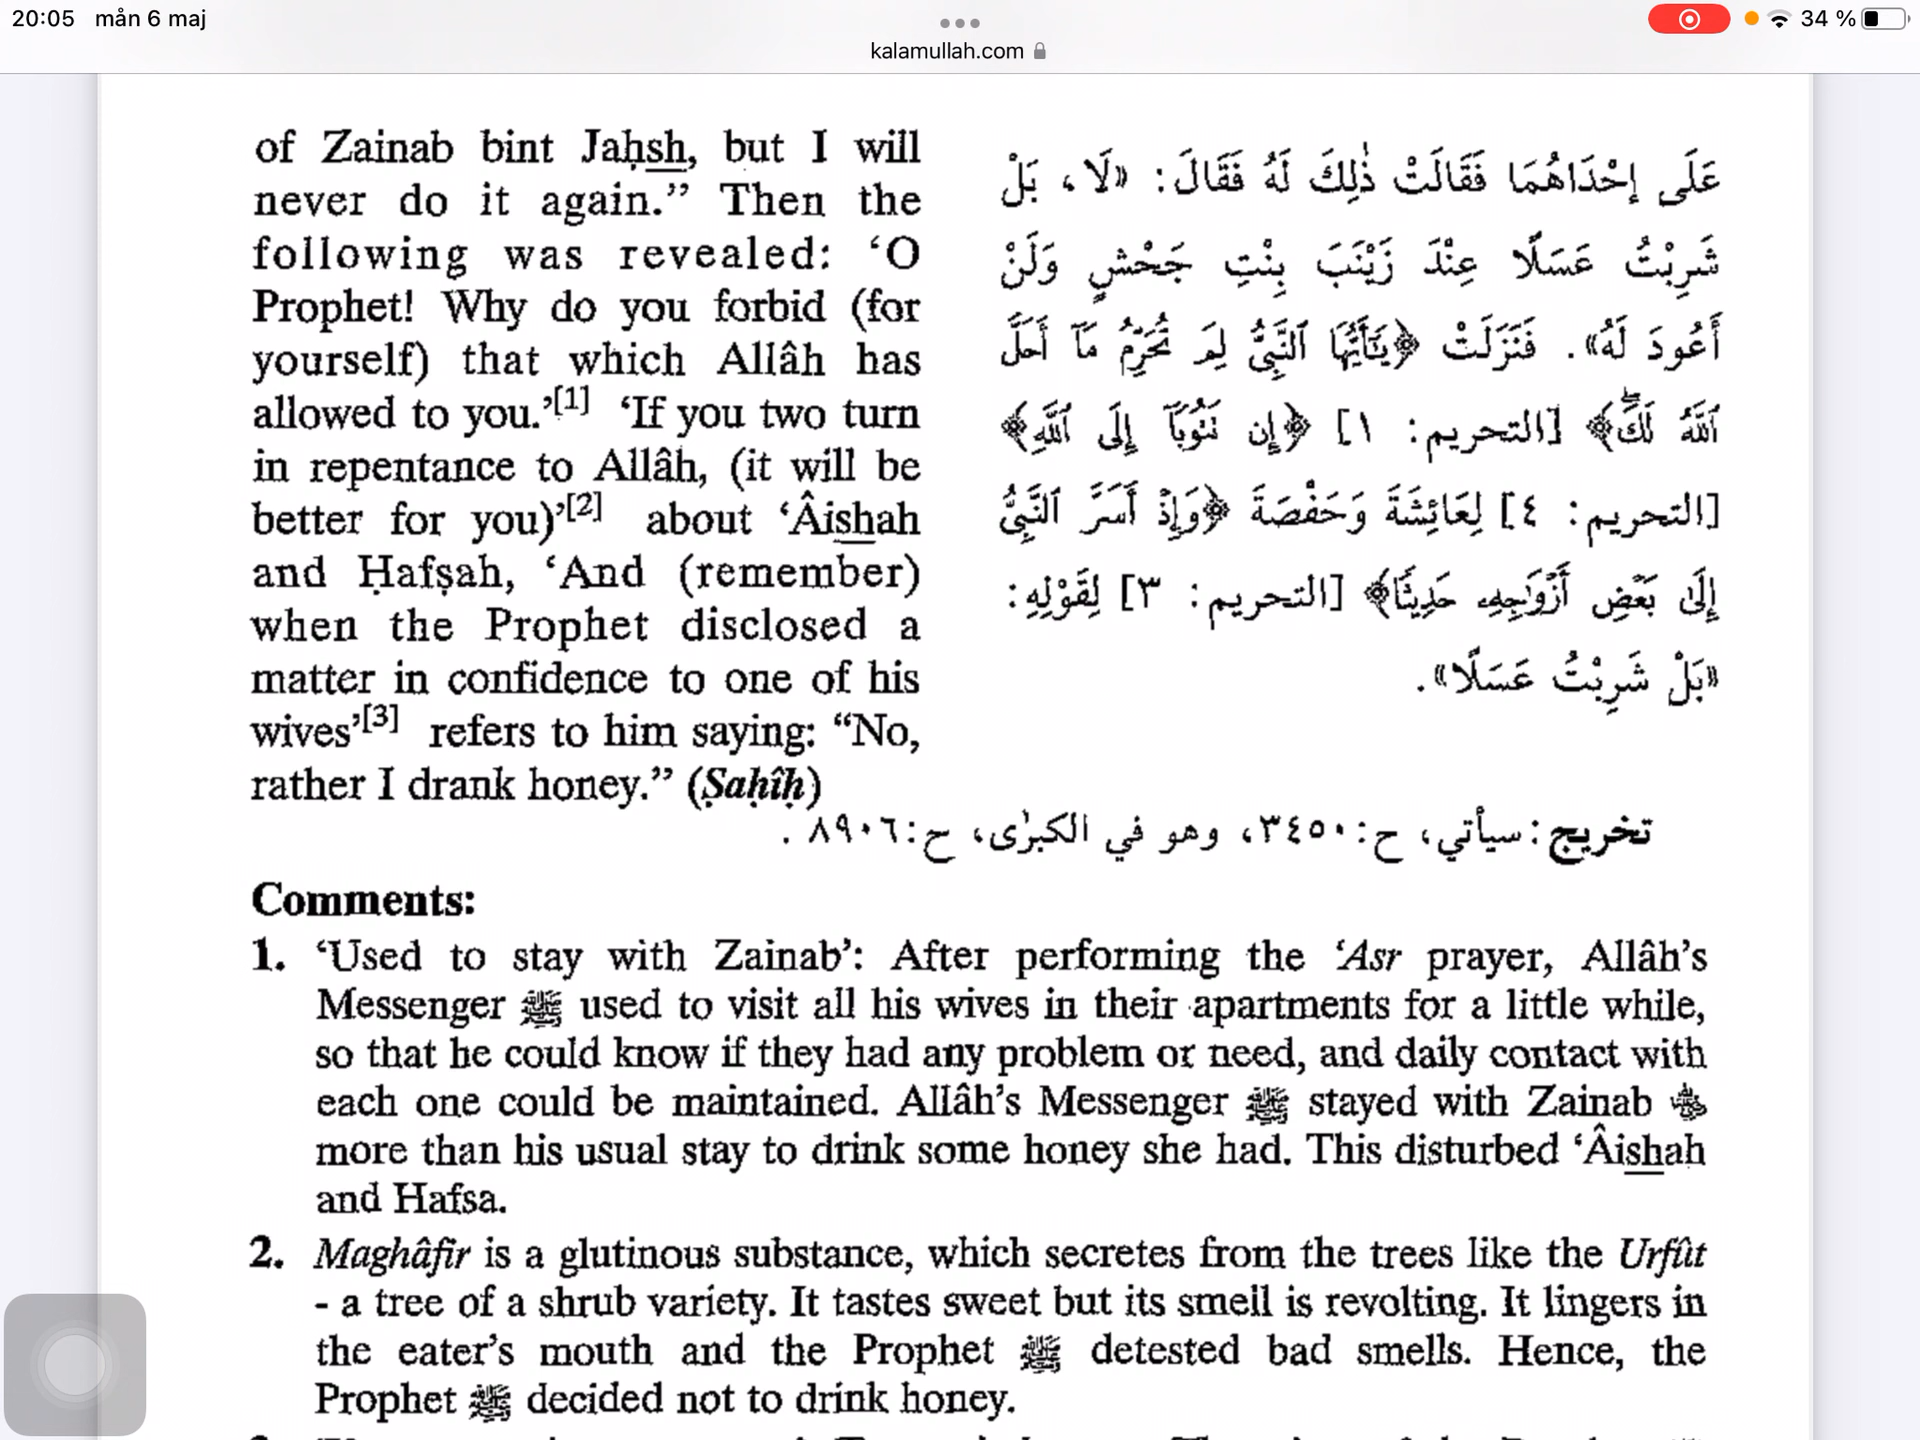 20:05 mån 6 maj
34 %
kalamullah.com
of Zainab bint Jaḥsh, but I will
never do it again.” Then the
following was revealed: ‘O
Prophet! Why do you forbid (for
yourself) that which Allâh has
allowed to you.’[1] ‘If you two turn
in repentance to Allâh, (it will be
better for you)’[2] about ‘Âishah
and Ḥafṣah, ‘And (remember)
when the Prophet disclosed a
matter in confidence to one of his
wives’[3] refers to him saying: “No,
rather I drank honey.” (Ṣaḥîḥ)
عَلَى إِحْدَاهُمَا فَقَالَتْ ذٰلِكَ لَهُ فَقَالَ: «لَا، بَلْ
شَرِبْتُ عَسَلًا عِنْدَ زَيْنَبَ بِنْتِ جَحْشٍ وَلَنْ
أَعُودَ لَهُ». فَنَزَلَتْ ﴿يَٰٓأَيُّهَا ٱلنَّبِىُّ لِمَ تُحَرِّمُ مَآ أَحَلَّ
ٱللَّهُ لَكَ ۖ﴾ [التحريم: ١] ﴿إِن نَنُوبَآ إِلَى ٱللَّهِ﴾
[التحريم: ٤] لِعَائِشَةَ وَحَفْصَةَ ﴿وَإِذْ أَسَرَّ ٱلنَّبِىُّ
إِلَىٰ بَعْضِ أَزْوَٰجِهِۦ حَدِيثًا﴾ [التحريم: ٣] لِقَوْلِهِ:
«بَلْ شَرِبْتُ عَسَلًا».
تخريج: سيأتي، ح:٣٤٥٠، وهو في الكبرٰى، ح:٨٩٠٦ .
Comments:
1. ‘Used to stay with Zainab’: After performing the ‘Asr prayer, Allâh’s
Messenger ﷺ used to visit all his wives in their apartments for a little while,
so that he could know if they had any problem or need, and daily contact with
each one could be maintained. Allâh’s Messenger ﷺ stayed with Zainab
more than his usual stay to drink some honey she had. This disturbed ‘Âishah
and Hafsa.
2. Maghâfir is a glutinous substance, which secretes from the trees like the Urfût
- a tree of a shrub variety. It tastes sweet but its smell is revolting. It lingers in
the eater’s mouth and the Prophet ﷺ detested bad smells. Hence, the
Prophet ﷺ decided not to drink honey.